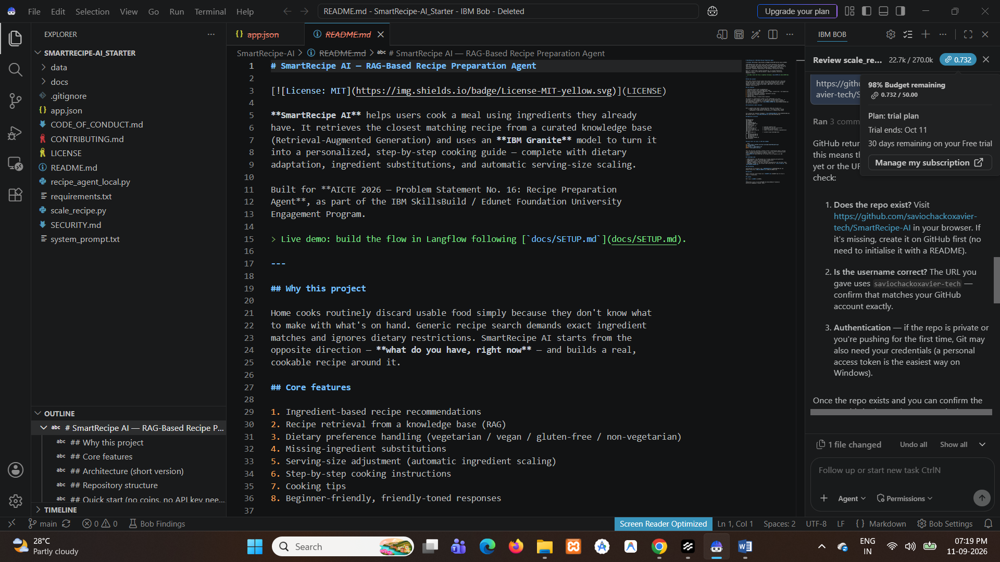 File Edit Selection View Go Run Terminal Help
README.md - SmartRecipe-AI_Starter - IBM Bob - Deleted
Upgrade your plan
EXPLORER
SMARTRECIPE-AI_STARTER
data
docs
.gitignore
app.json
CODE_OF_CONDUCT.md
CONTRIBUTING.md
LICENSE
README.md
recipe_agent_local.py
requirements.txt
scale_recipe.py
SECURITY.md
system_prompt.txt
OUTLINE
# SmartRecipe AI — RAG-Based Recipe P...
## Why this project
## Core features
## Architecture (short version)
## Repository structure
## Quick start (no coins, no API key nee...
TIMELINE
app.json
README.md
SmartRecipe-AI > README.md > # SmartRecipe AI — RAG-Based Recipe Preparation Agent
1 # SmartRecipe AI — RAG-Based Recipe Preparation Agent
2
3 [![License: MIT](https://img.shields.io/badge/License-MIT-yellow.svg)](LICENSE)
4
5 **SmartRecipe AI** helps users cook a meal using ingredients they already
6 have. It retrieves the closest matching recipe from a curated knowledge base
7 (Retrieval-Augmented Generation) and uses an **IBM Granite** model to turn it
8 into a personalized, step-by-step cooking guide — complete with dietary
9 adaptation, ingredient substitutions, and automatic serving-size scaling.
10
11 Built for **AICTE 2026 — Problem Statement No. 16: Recipe Preparation
12 Agent**, as part of the IBM SkillsBuild / Edunet Foundation University
13 Engagement Program.
14
15 > Live demo: build the flow in Langflow following [`docs/SETUP.md`](docs/SETUP.md).
16
17 ---
18
19 ## Why this project
20
21 Home cooks routinely discard usable food simply because they don't know what
22 to make with what's on hand. Generic recipe search demands exact ingredient
23 matches and ignores dietary restrictions. SmartRecipe AI starts from the
24 opposite direction — **what do you have, right now** — and builds a real,
25 cookable recipe around it.
26
27 ## Core features
28
29 1. Ingredient-based recipe recommendations
30 2. Recipe retrieval from a knowledge base (RAG)
31 3. Dietary preference handling (vegetarian / vegan / gluten-free / non-vegetarian)
32 4. Missing-ingredient substitutions
33 5. Serving-size adjustment (automatic ingredient scaling)
34 6. Step-by-step cooking instructions
35 7. Cooking tips
36 8. Beginner-friendly, friendly-toned responses
37
IBM BOB
Review scale_re... 22.7k / 270.0k 0.732
https://githu
avier-tech/S
98% Budget remaining
0.732 / 50.00
Plan: trial plan
Trial ends: Oct 11
30 days remaining on your Free trial
Manage my subscription
Ran 3 comm
GitHub retur
this means th
yet or the UR
check:
1. Does the repo exist? Visit
https://github.com/saviochackoxavier-
tech/SmartRecipe-AI in your browser. If
it's missing, create it on GitHub first (no
need to initialise it with a README).
2. Is the username correct? The URL you
gave uses saviochackoxavier-tech —
confirm that matches your GitHub
account exactly.
3. Authentication — if the repo is private or
you're pushing for the first time, Git may
also need your credentials (a personal
access token is the easiest way on
Windows).
Once the repo exists and you can confirm the
1 file changed Undo all Show all
Follow up or start new task CtrlN
Agent Permissions
main 0 0 Bob Findings
Screen Reader Optimized Ln 1, Col 1 Spaces: 2 UTF-8 LF { } Markdown Bob Settings
28°C
Partly cloudy
Search
ENG
IN
07:19 PM
11-09-2026